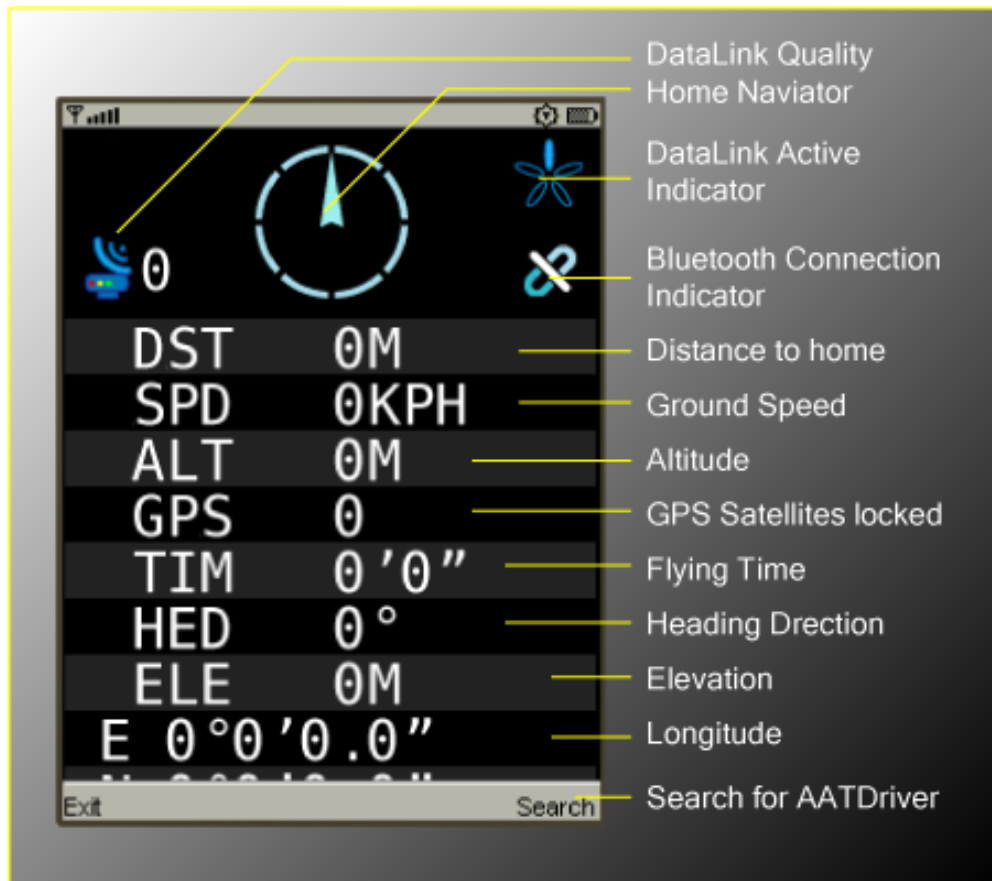 DataLink Quality
Home Naviator
DataLink Active
Indicator
0
Bluetooth Connection
Indicator
DST 0M
Distance to home
SPD 0KPH
Ground Speed
ALT 0M
Altitude
GPS 0
GPS Satellites locked
TIM 0’0”
Flying Time
HED 0°
Heading Drection
ELE 0M
Elevation
E 0°0’0.0”
Longitude
Exit
Search
Search for AATDriver